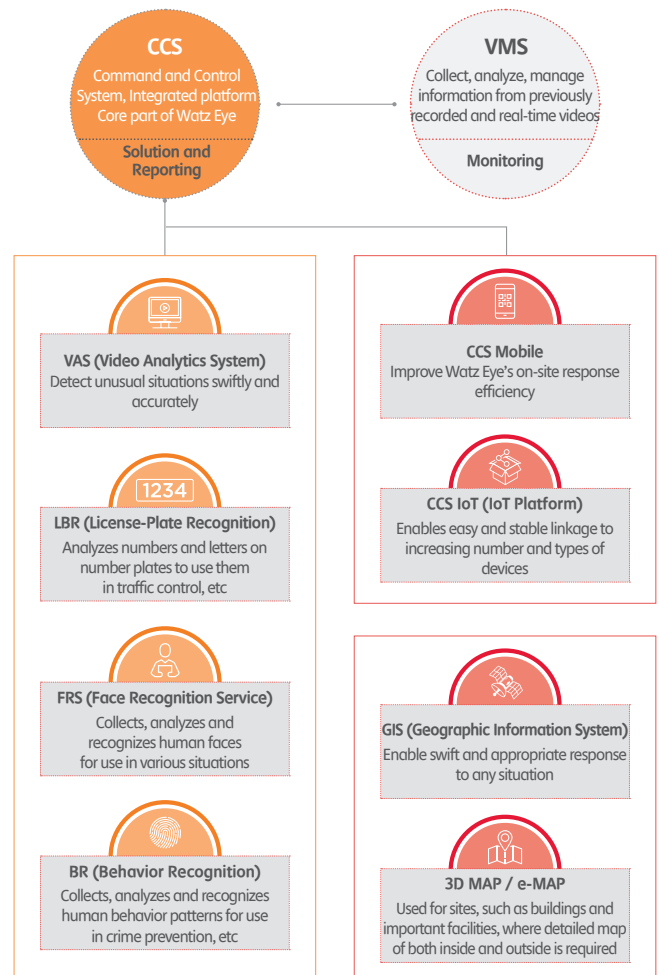 CCS
Command and Control
System, Integrated platform
Core part of Watz Eye
Solution and
Reporting
VMS
Collect, analyze, manage
information from previously
recorded and real-time videos
Monitoring
VAS (Video Analytics System)
Detect unusual situations swiftly and
accurately
1234
LBR (License-Plate Recognition)
Analyzes numbers and letters on
number plates to use them
in traffic control, etc
FRS (Face Recognition Service)
Collects, analyzes and
recognizes human faces
for use in various situations
BR (Behavior Recognition)
Collects, analyzes and recognizes
human behavior patterns for use
in crime prevention, etc
CCS Mobile
Improve Watz Eye's on-site response
efficiency
CCS IoT (IoT Platform)
Enables easy and stable linkage to
increasing number and types of
devices
GIS (Geographic Information System)
Enable swift and appropriate response
to any situation
3D MAP / e-MAP
Used for sites, such as buildings and
important facilities, where detailed map
of both inside and outside is required